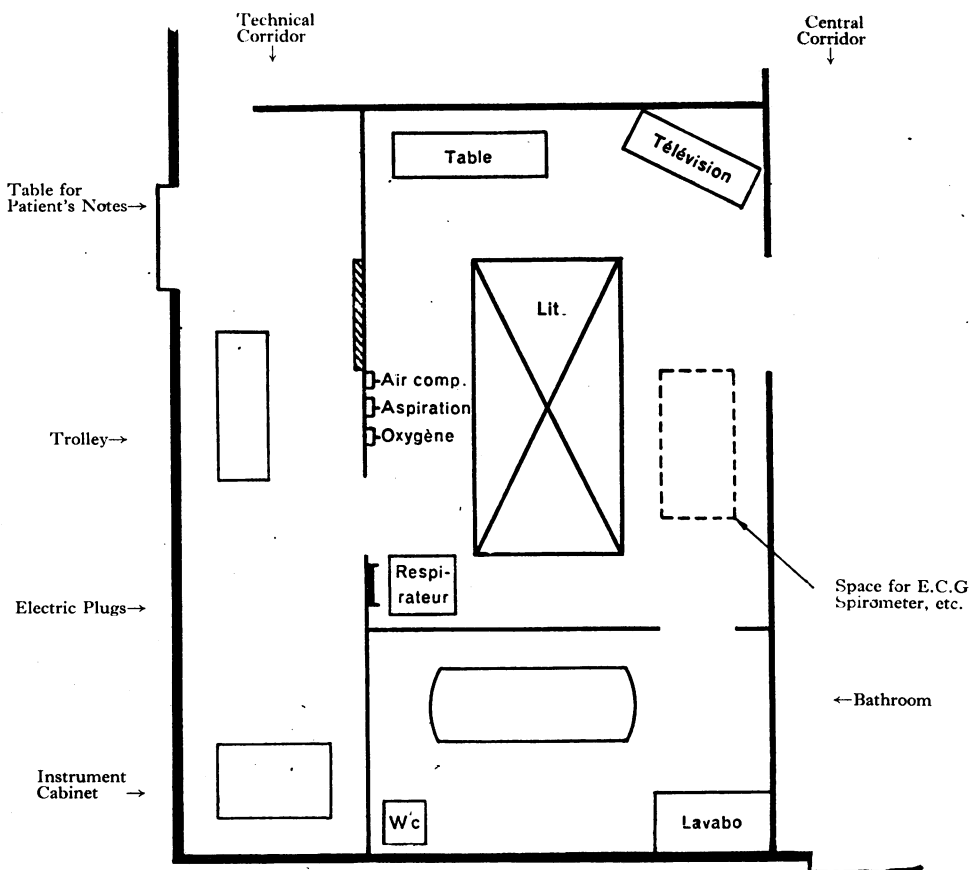 Technical
Corridor
↓
Central
Corridor
↓
Table
Télévision
Table for
Patient's Notes→
Lit.
Air comp.
Aspiration
Oxygène
Trolley→
Respi-
rateur
Electric Plugs→
Space for E.C.G
Spirometer, etc.
←Bathroom
Instrument
Cabinet →
Wc
Lavabo